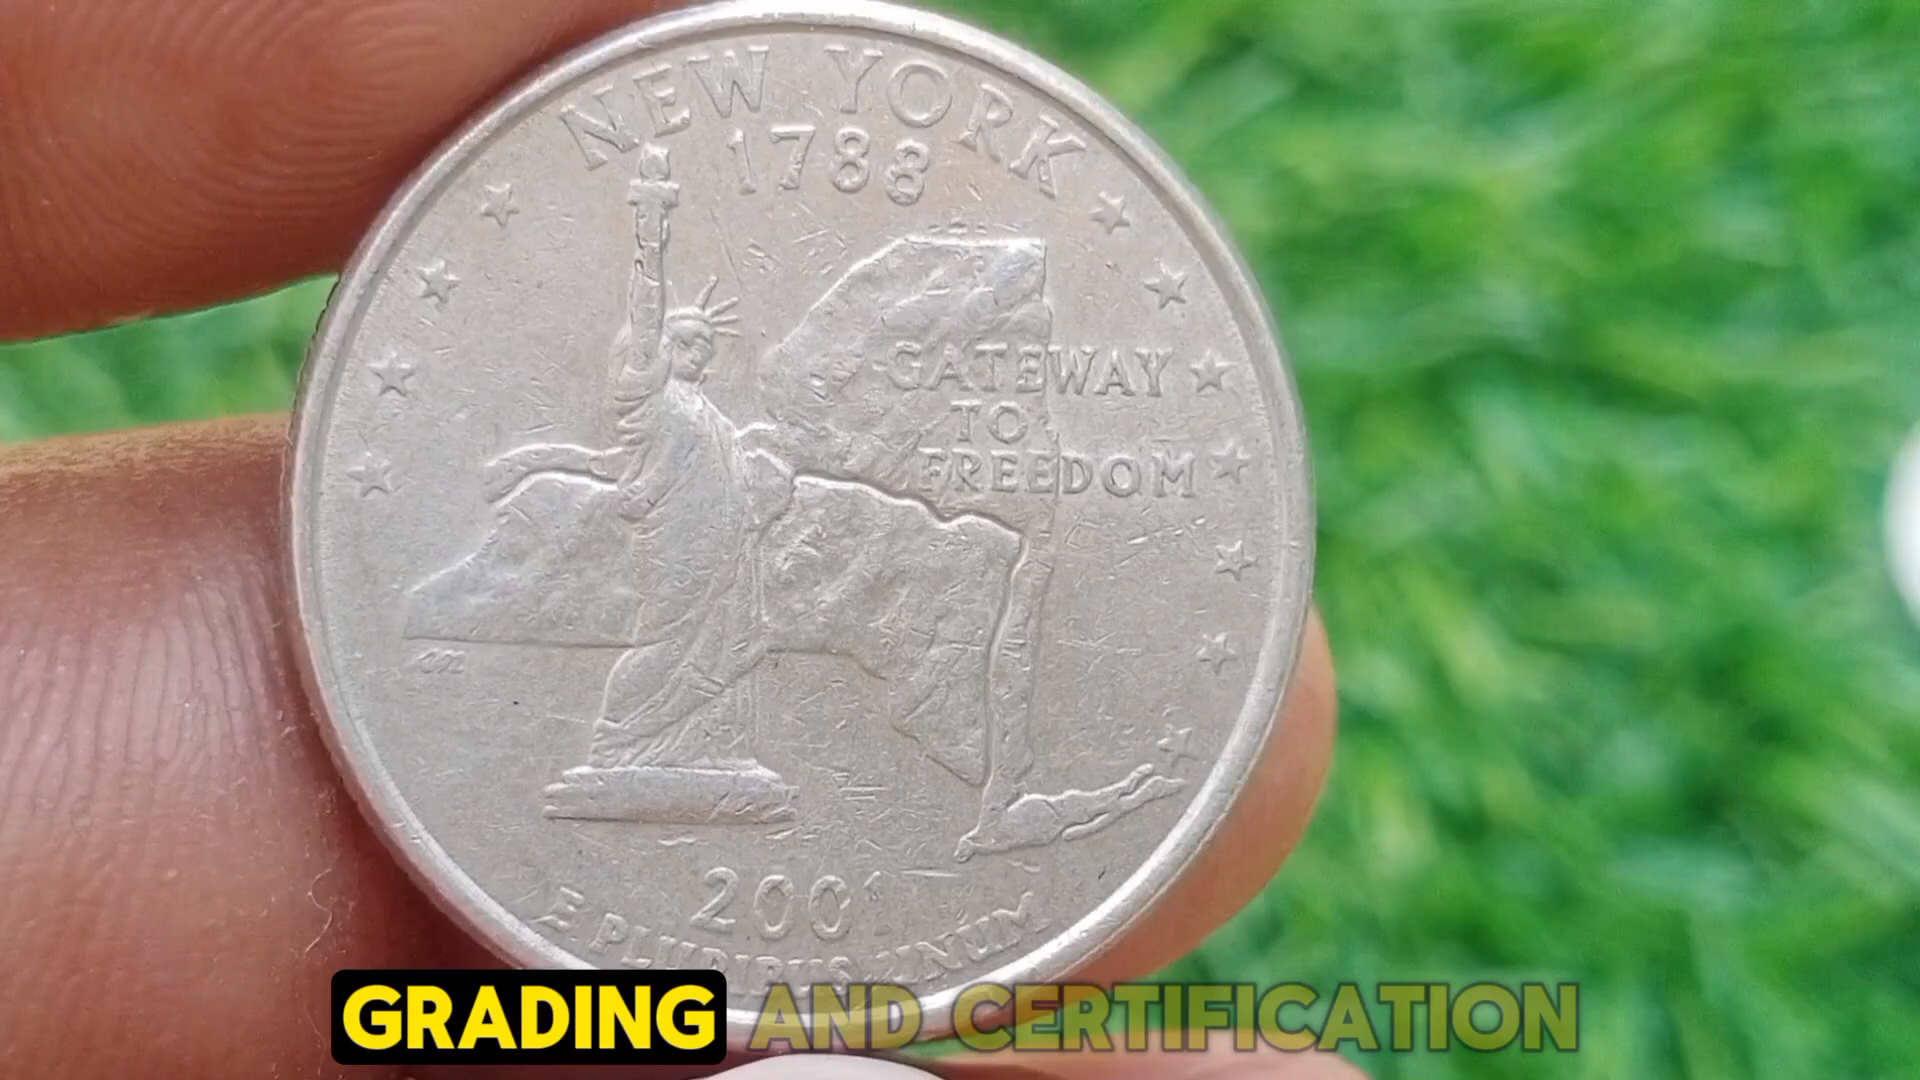 NEW YORK
1788
GATEWAY
TO
FREEDOM
2001
E PLURIBUS UNUM
GRADING AND CERTIFICATION